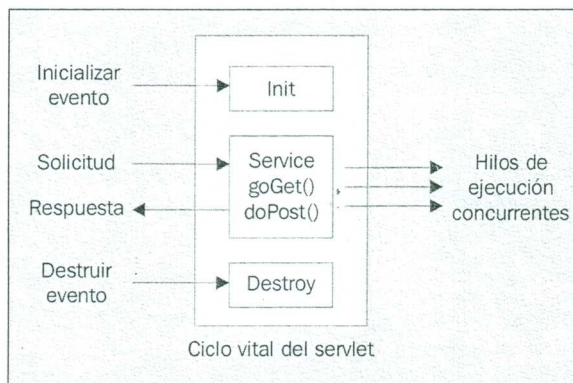 Inicializar
evento
Init
Solicitud
Respuesta
Service
goGet()
doPost()
Hilos de
ejecución
concurrentes
Destruir
evento
Destroy
Ciclo vital del servlet